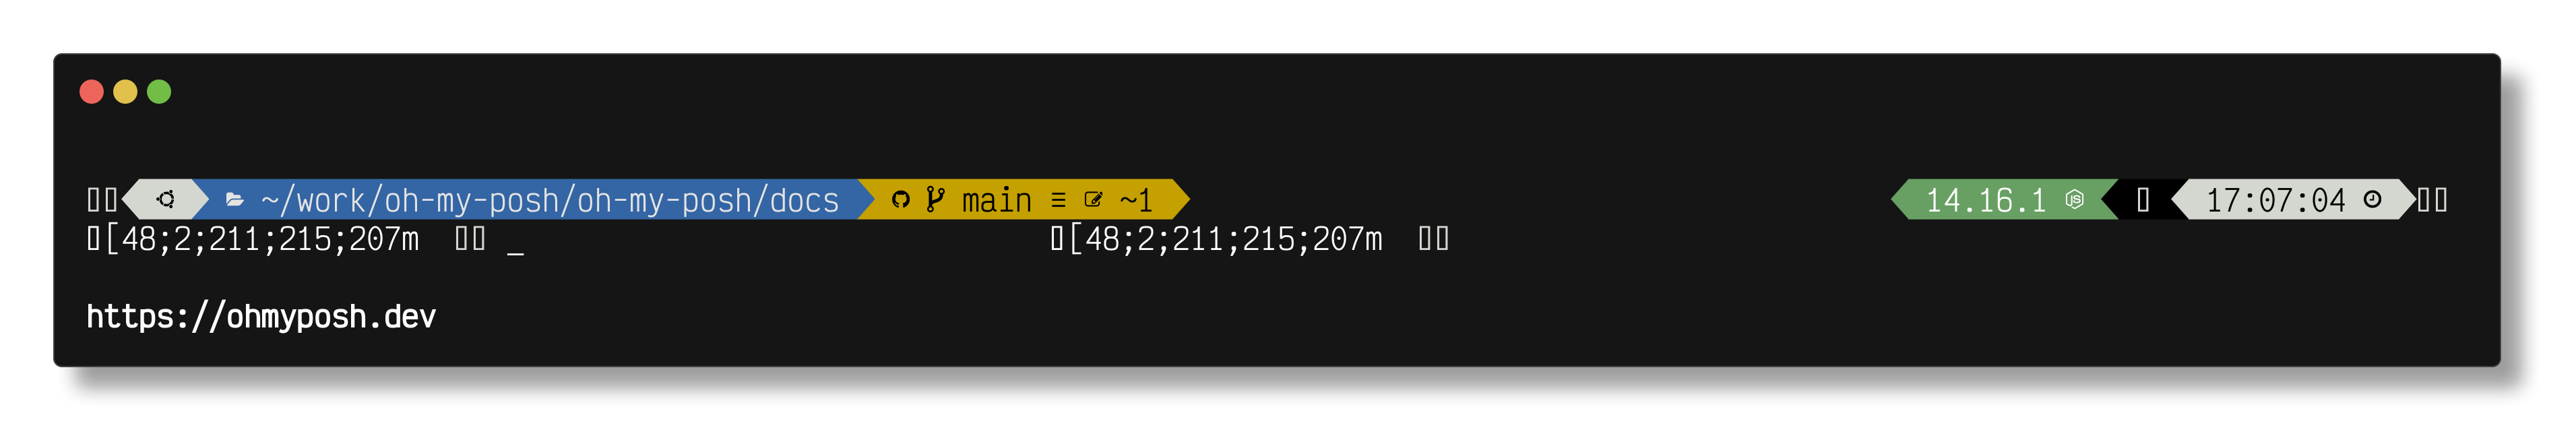 ~/work/oh-my-posh/oh-my-posh/docs main ≡ ~1 14.16.1 17:07:04
[48;2;211;215;207m _ [48;2;211;215;207m
https://ohmyposh.dev